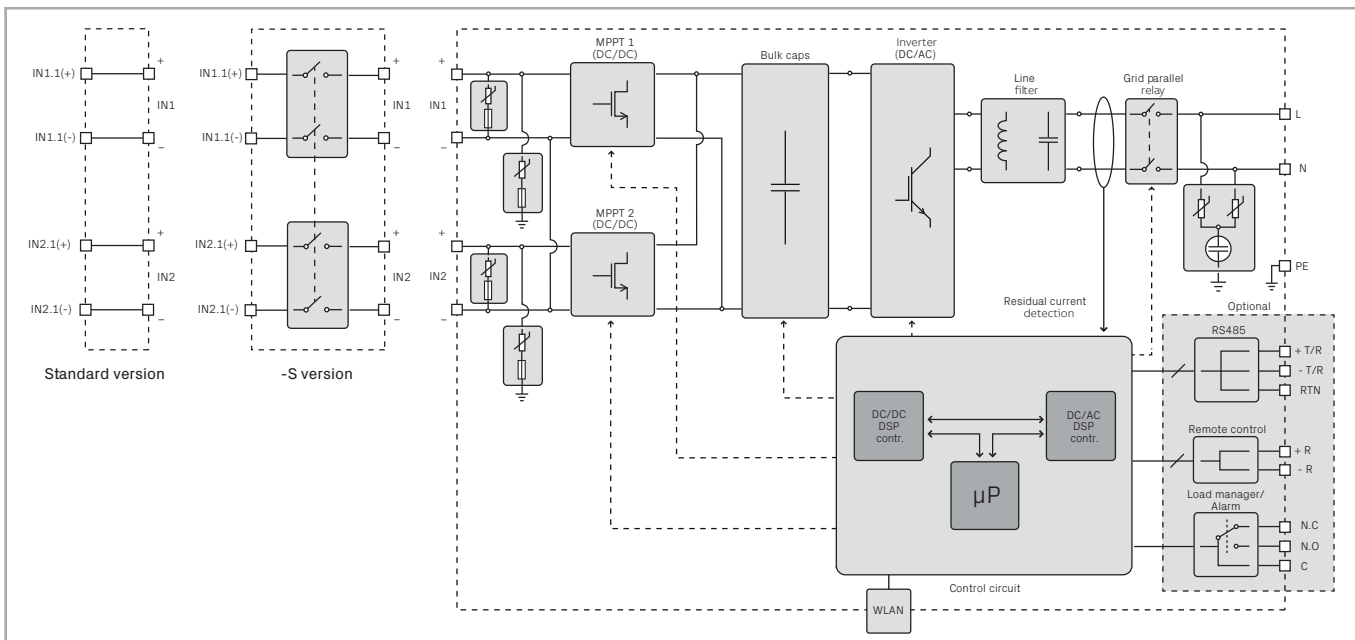 IN1.1(+)
+
IN1
IN1.1(-)
–
IN2.1(+)
+
IN2
IN2.1(-)
–
Standard version
IN1.1(+)
+
IN1
IN1.1(-)
–
IN2.1(+)
+
IN2
IN2.1(-)
–
-S version
+
IN1
–
+
IN2
–
MPPT 1
(DC/DC)
MPPT 2
(DC/DC)
Bulk caps
Inverter
(DC/AC)
Line
filter
Grid parallel
relay
L
N
PE
Residual current
detection
Optional
RS485
+ T/R
- T/R
RTN
Remote control
+ R
- R
Load manager/
Alarm
N.C
N.O
C
DC/DC
DSP
contr.
DC/AC
DSP
contr.
µP
Control circuit
WLAN